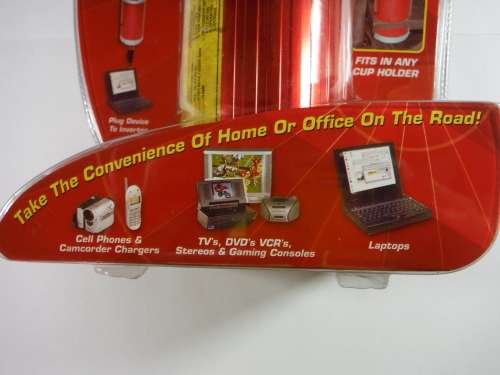 Plug Device
To Inverter
FITS IN ANY
CUP HOLDER
Take The Convenience Of Home Or Office On The Road!
Cell Phones &
Camcorder Chargers
TV's, DVD's VCR's,
Stereos & Gaming Consoles
Laptops